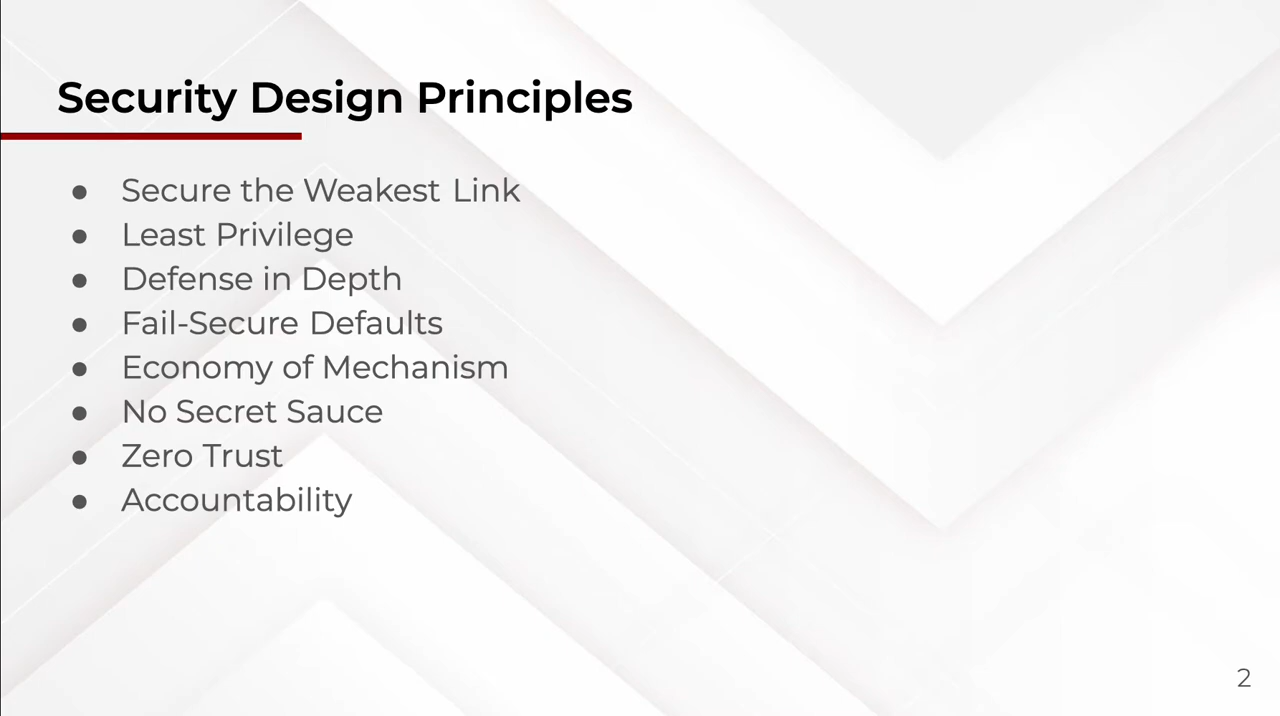 Security Design Principles
● Secure the Weakest Link
● Least Privilege
● Defense in Depth
● Fail-Secure Defaults
● Economy of Mechanism
● No Secret Sauce
● Zero Trust
● Accountability
2